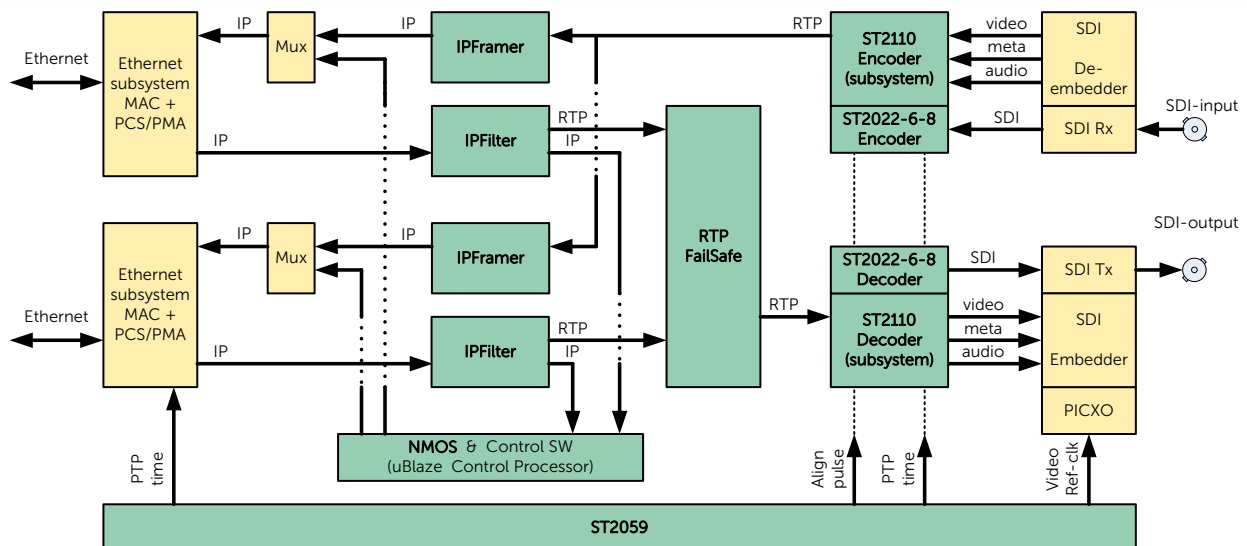 Ethernet
Ethernet
subsystem
MAC +
PCS/PMA
IP
Mux
IP
IPFramer
RTP
ST2110
Encoder
(subsystem)
video
meta
audio
SDI
De-
embedder
IP
IPFilter
RTP
IP
ST2022-6-8
Encoder
SDI
SDI Rx
SDI-input
Ethernet
Ethernet
subsystem
MAC +
PCS/PMA
IP
Mux
IP
IPFramer
RTP
FailSafe
ST2022-6-8
Decoder
SDI
SDI Tx
SDI-output
IP
IPFilter
RTP
IP
RTP
ST2110
Decoder
(subsystem)
video
meta
audio
SDI
Embedder
PICXO
NMOS & Control SW
(uBlaze Control Processor)
PTP
time
Align
pulse
PTP
time
Video
Ref-clk
ST2059